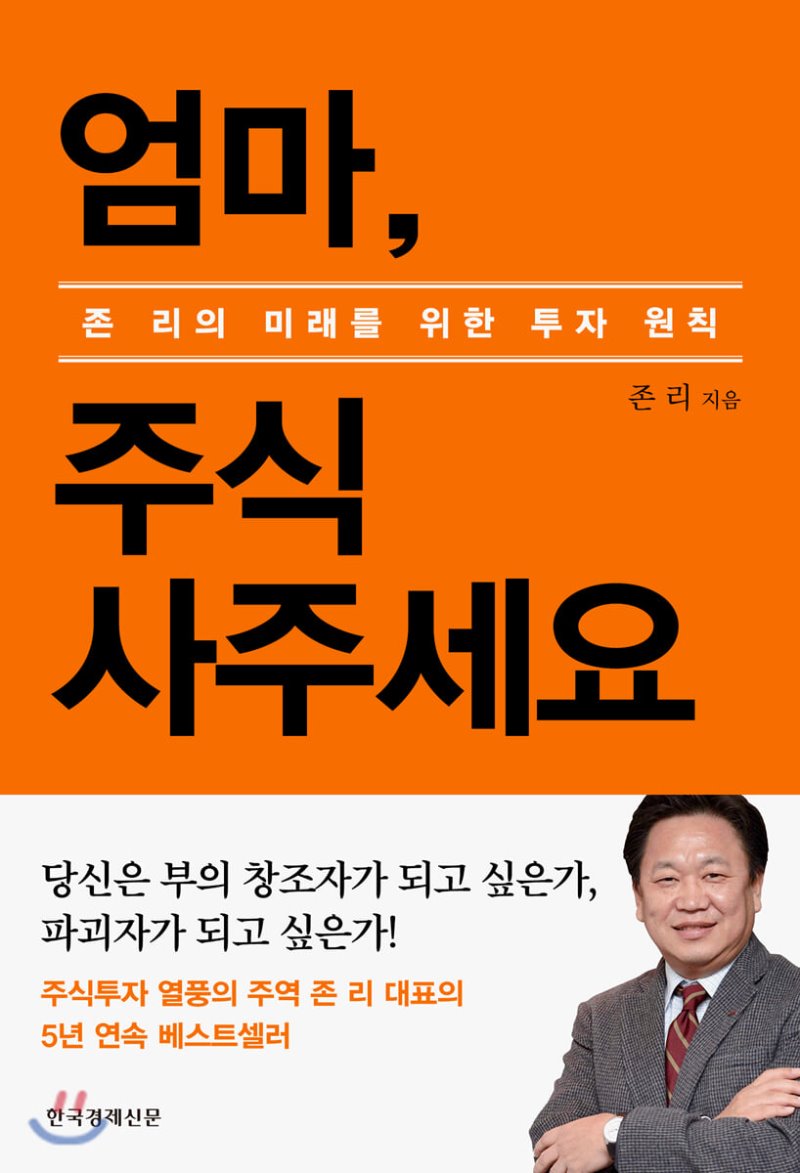 엄마,
존 리의 미래를 위한 투자 원칙
존 리 지음
주식
사주세요
당신은 부의 창조자가 되고 싶은가,
파괴자가 되고 싶은가!
주식투자 열풍의 주역 존 리 대표의
5년 연속 베스트셀러
한국경제신문